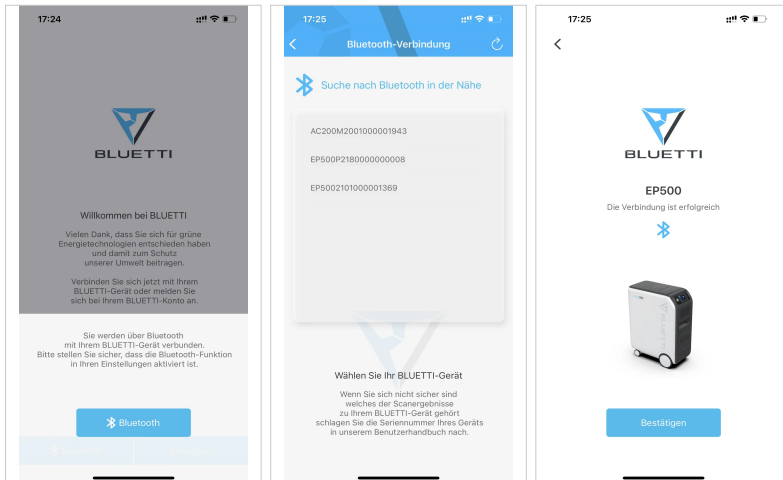 17:24
BLUETTI
Willkommen bei BLUETTI
Vielen Dank, dass Sie sich für grüne
Energietechnologien entschieden haben
und damit zum Schutz
unserer Umwelt beitragen.
Verbinden Sie sich jetzt mit Ihrem
BLUETTI-Gerät oder melden Sie
sich bei Ihrem BLUETTI-Konto an.
Sie werden über Bluetooth
mit Ihrem BLUETTI-Gerät verbunden.
Bitte stellen Sie sicher, dass die Bluetooth-Funktion
in Ihren Einstellungen aktiviert ist.
Bluetooth
17:25
Bluetooth-Verbindung
Suche nach Bluetooth in der Nähe
AC200M2001000001943
EP500P2180000000008
EP5002101000001369
Wählen Sie Ihr BLUETTI-Gerät
Wenn Sie sich nicht sicher sind
welches der Scanergebnisse
zu Ihrem BLUETTI-Gerät gehört
schlagen Sie die Seriennummer Ihres Geräts
in unserem Benutzerhandbuch nach.
17:25
BLUETTI
EP500
Die Verbindung ist erfolgreich
BLUETTI
Bestätigen